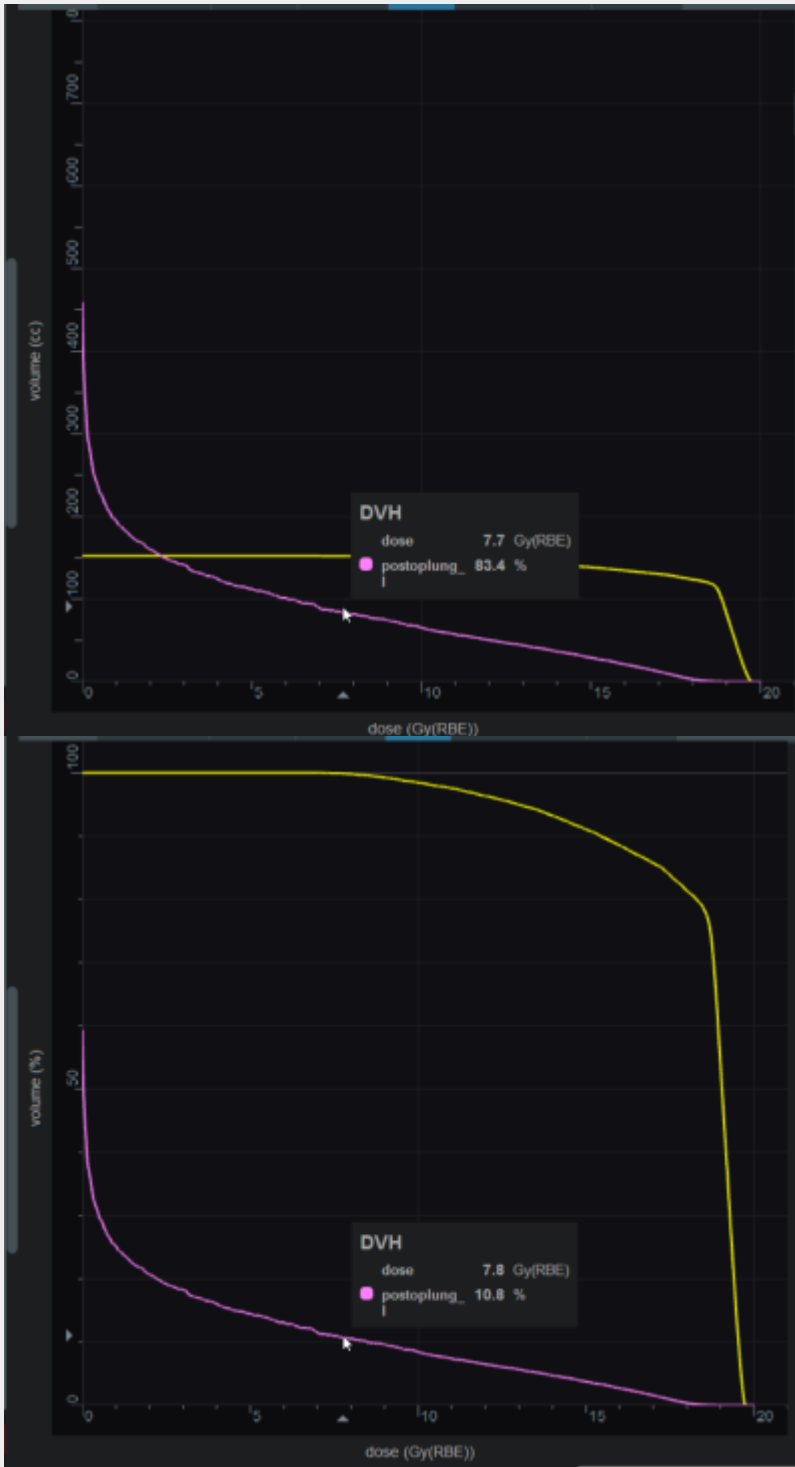 700
600
500
400
300
200
100
0
volume (cc)
DVH
dose 7.7 Gy(RBE)
postoplung_ 83.4 %
l
0 5 10 15 20
dose (Gy(RBE))
100
50
0
volume (%)
DVH
dose 7.8 Gy(RBE)
postoplung_ 10.8 %
l
0 5 10 15 20
dose (Gy(RBE))